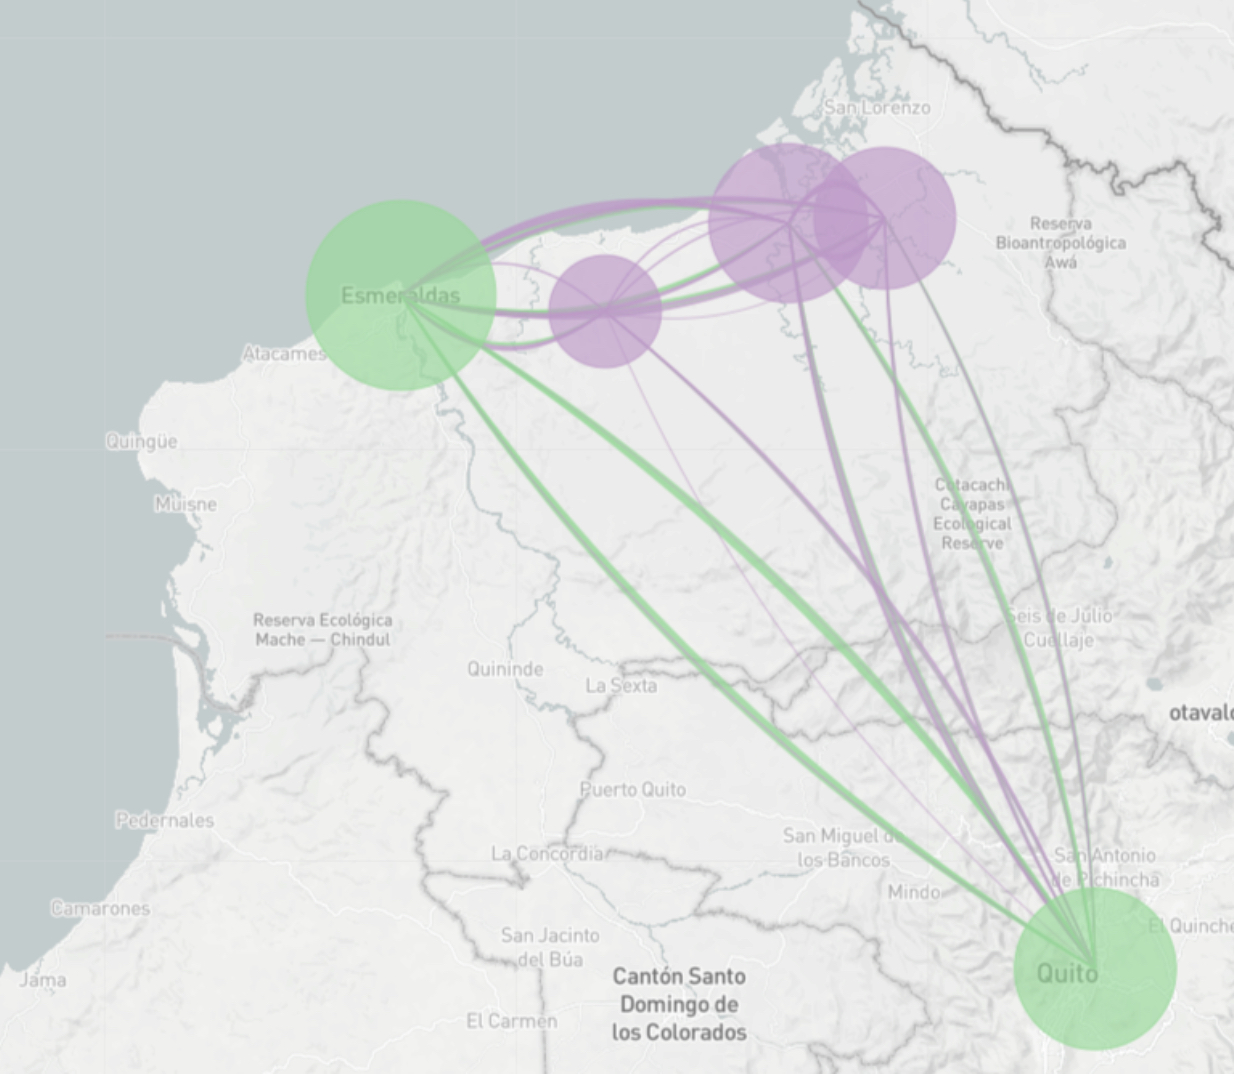 San Lorenzo
Reserva
Bioantropológica
Awá
Esmeraldas
Atacames
Quingüe
Muisne
Cotacachi
Cayapas
Ecological
Reserve
Reserva Ecológica
Mache — Chindul
Seis de Julio
Cuellaje
Quininde
La Sexta
otavalo
Puerto Quito
Pedernales
San Miguel de
los Bancos
La Concordia
San Antonio
de Pichincha
Mindo
Camarones
El Quinche
San Jacinto
del Búa
Jama
Cantón Santo
Domingo de
los Colorados
Quito
El Carmen